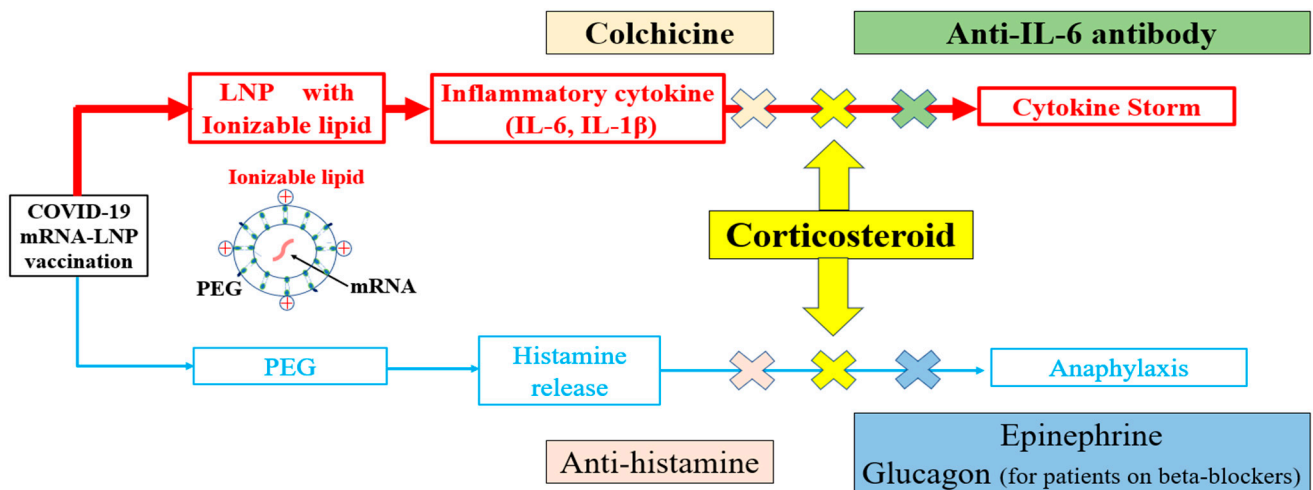 Colchicine
Anti-IL-6 antibody
LNP with
Ionizable lipid
Inflammatory cytokine
(IL-6, IL-1β)
Cytokine Storm
Ionizable lipid
COVID-19
mRNA-LNP
vaccination
+
+
+
+
PEG
mRNA
Corticosteroid
PEG
Histamine
release
Anaphylaxis
Anti-histamine
Epinephrine
Glucagon (for patients on beta-blockers)